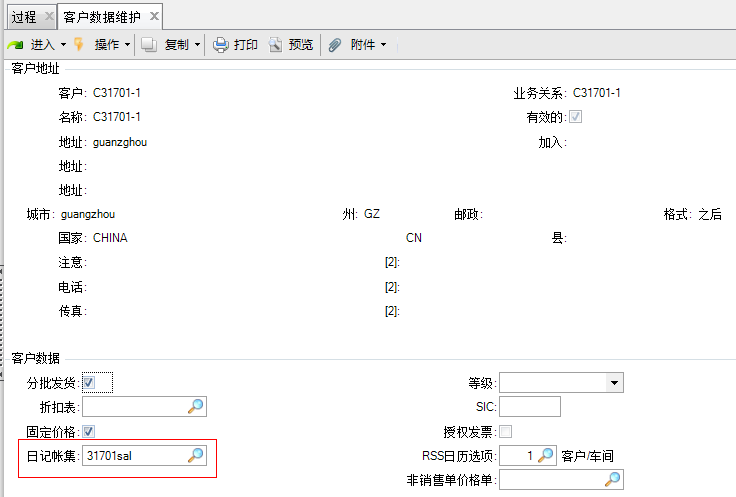 过程 客户数据维护
进入 操作 复制 打印 预览 附件
客户地址
客户: C31701-1 业务关系: C31701-1
名称: C31701-1 有效的:
地址: guanzghou 加入:
地址:
地址:
城市: guangzhou 州: GZ 邮政: 格式: 之后
国家: CHINA CN 县:
注意: [2]:
电话: [2]:
传真: [2]:
客户数据
分批发货: 等级:
折扣表: SIC:
固定价格: 授权发票:
日记帐集: 31701sal RSS日历选项: 1 客户/车间
非销售单价格单: